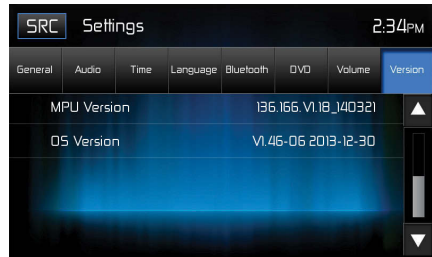 SRC Settings 2:34PM
General Audio Time Language Bluetooth DVD Volume Version
MPU Version 136.166.V1.18_140321
OS Version V1.46-06 2013-12-30